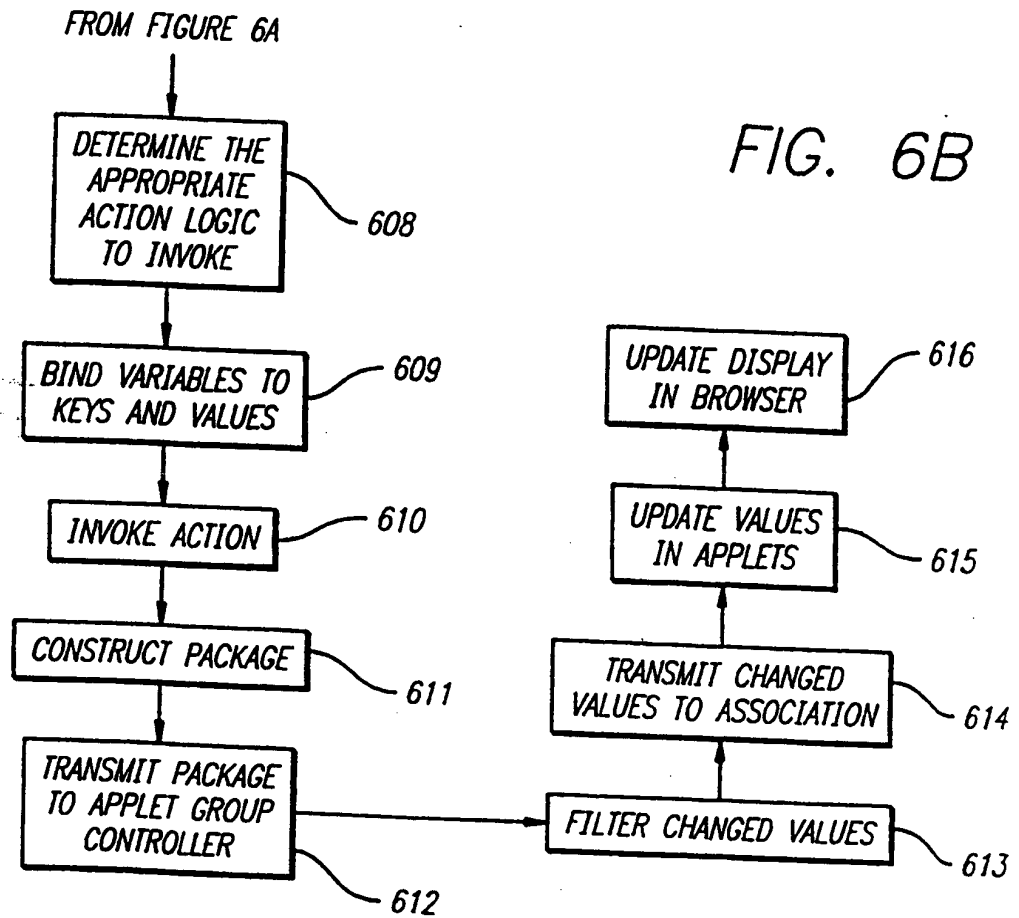 FROM FIGURE 6A
FIG. 6B
DETERMINE THE
APPROPRIATE
ACTION LOGIC
TO INVOKE
608
BIND VARIABLES TO
KEYS AND VALUES
609
INVOKE ACTION
610
CONSTRUCT PACKAGE
611
TRANSMIT PACKAGE
TO APPLET GROUP
CONTROLLER
612
FILTER CHANGED VALUES
613
TRANSMIT CHANGED
VALUES TO ASSOCIATION
614
UPDATE VALUES
IN APPLETS
615
UPDATE DISPLAY
IN BROWSER
616